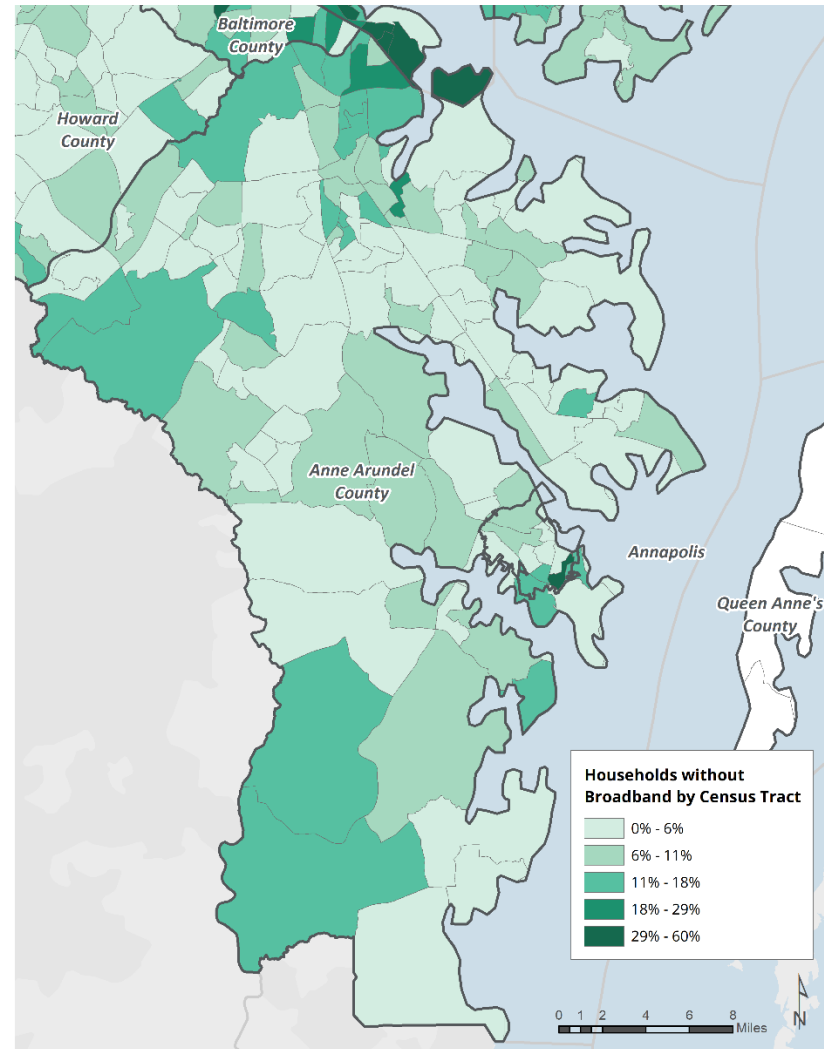 Baltimore
County
Howard
County
Anne Arundel
County
Annapolis
Queen Anne's
County
Households without
Broadband by Census Tract
0% - 6%
6% - 11%
11% - 18%
18% - 29%
29% - 60%
0 1 2 4 6 8
Miles
N